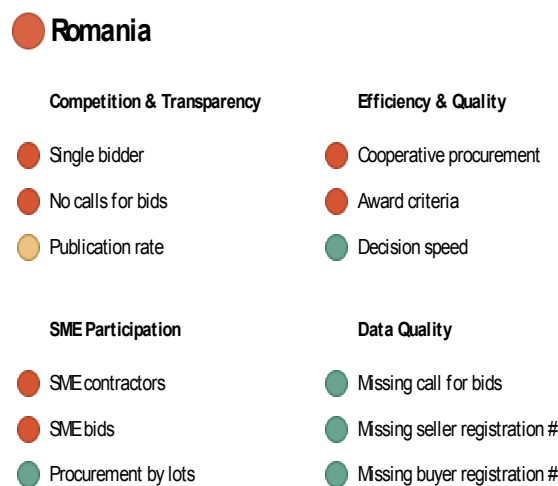 Romania
Competition & Transparency
Single bidder
No calls for bids
Publication rate
Efficiency & Quality
Cooperative procurement
Award criteria
Decision speed
SME Participation
SME contractors
SME bids
Procurement by lots
Data Quality
Missing call for bids
Missing seller registration #
Missing buyer registration #